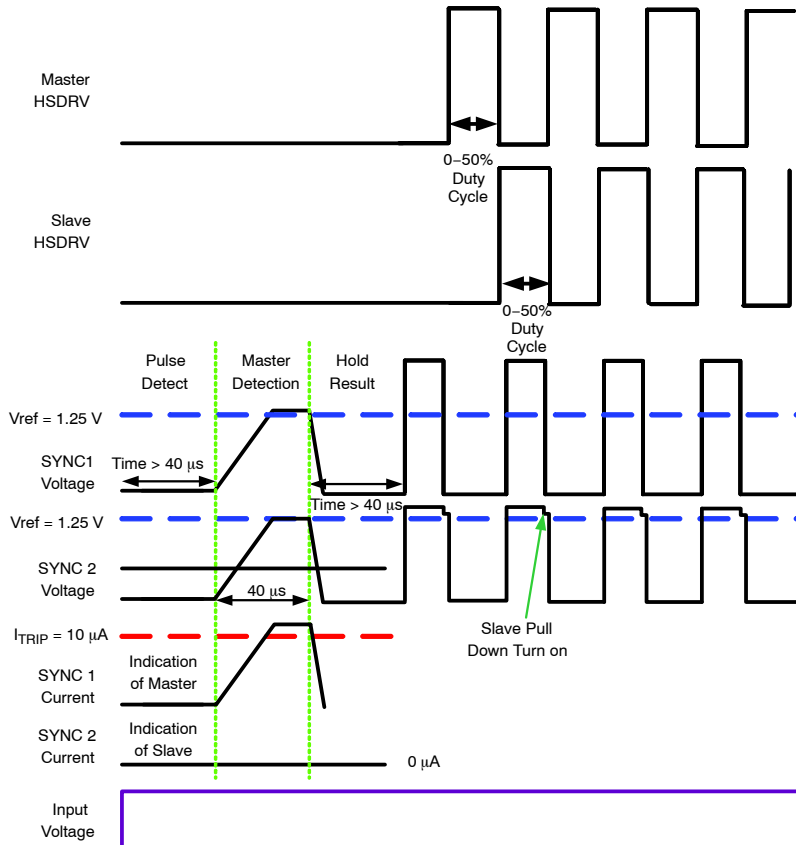 Master
HSDRV
0–50%
Duty
Cycle
Slave
HSDRV
0–50%
Duty
Cycle
Pulse
Detect
Master
Detection
Hold
Result
Vref = 1.25 V
SYNC1
Voltage
Time > 40 μs
Time > 40 μs
Vref = 1.25 V
SYNC 2
Voltage
40 μs
Slave Pull
Down Turn on
ITRIP = 10 μA
SYNC 1
Current
Indication
of Master
SYNC 2
Current
Indication
of Slave
0 μA
Input
Voltage